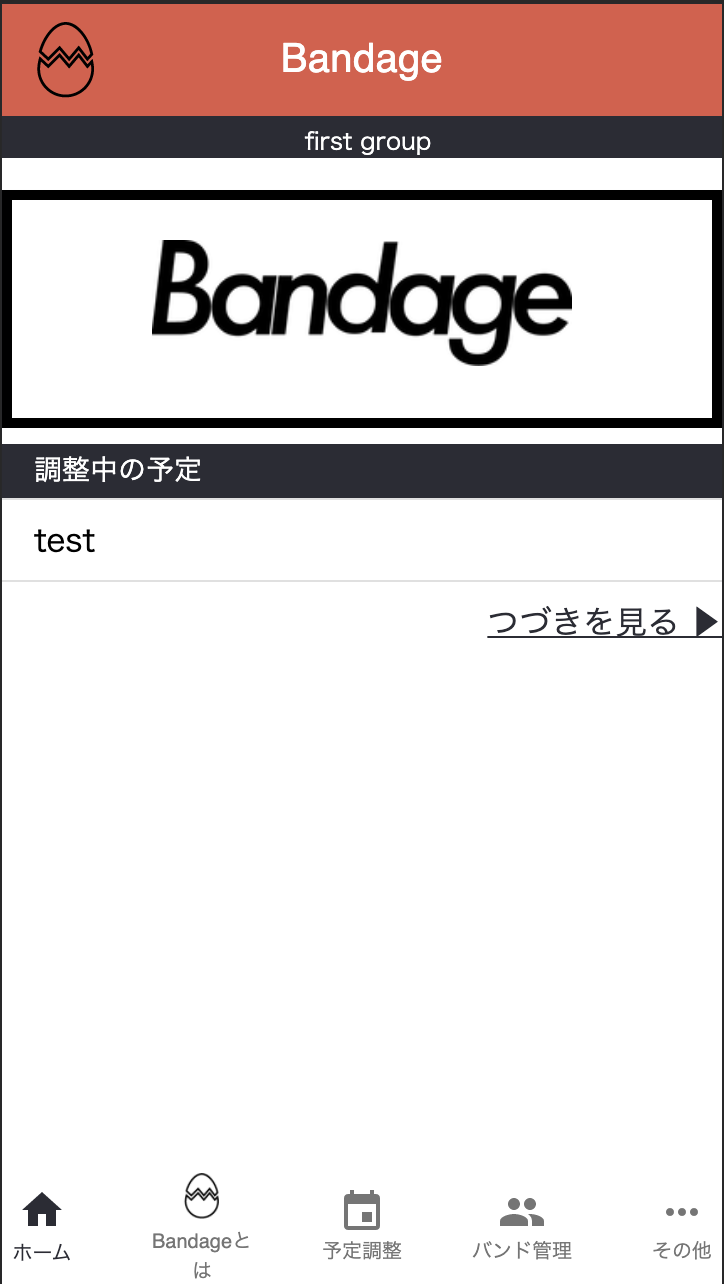 Bandage
first group
Bandage
調整中の予定
test
つづきを見る ▶
ホーム
Bandageと
は
予定調整
バンド管理
その他